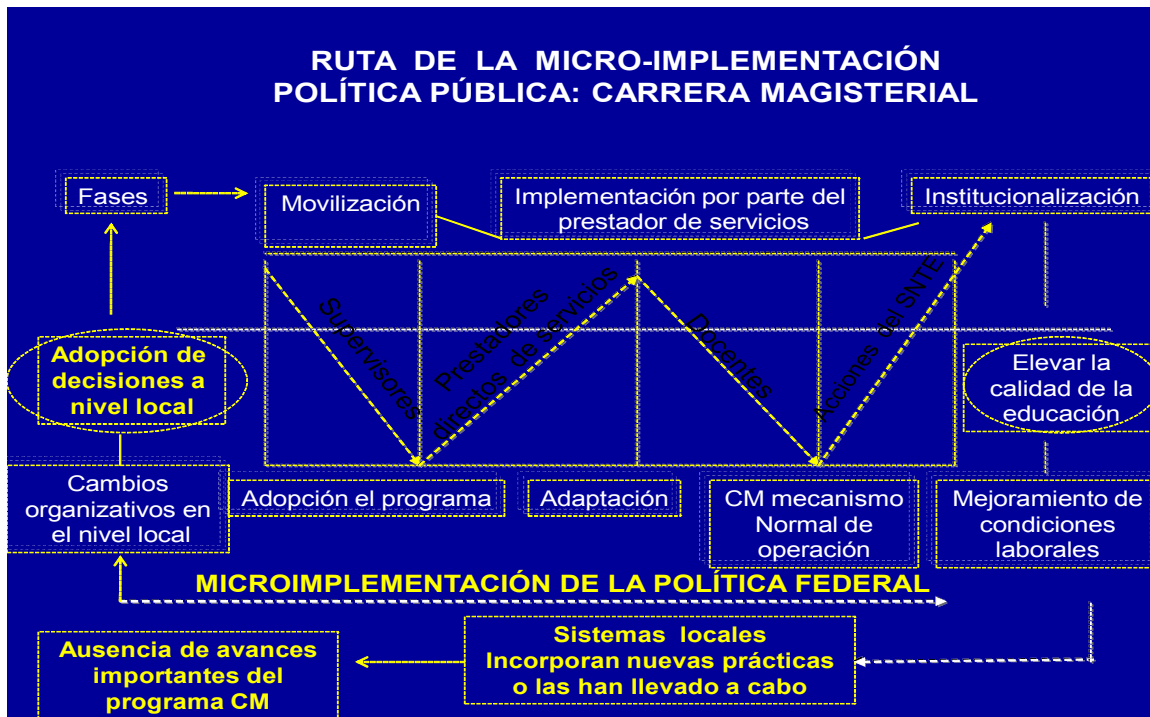 RUTA DE LA MICRO-IMPLEMENTACIÓN
POLÍTICA PÚBLICA: CARRERA MAGISTERIAL
Fases
Movilización
Implementación por parte del
prestador de servicios
Institucionalización
Supervisores
Prestadores
directos de servicios
Docentes
Acciones del SNTE
Adopción de
decisiones a
nivel local
Elevar la
calidad de la
educación
Cambios
organizativos en
el nivel local
Adopción el programa
Adaptación
CM mecanismo
Normal de
operación
Mejoramiento de
condiciones
laborales
MICROIMPLEMENTACIÓN DE LA POLÍTICA FEDERAL
Ausencia de avances
importantes del
programa CM
Sistemas locales
Incorporan nuevas prácticas
o las han llevado a cabo